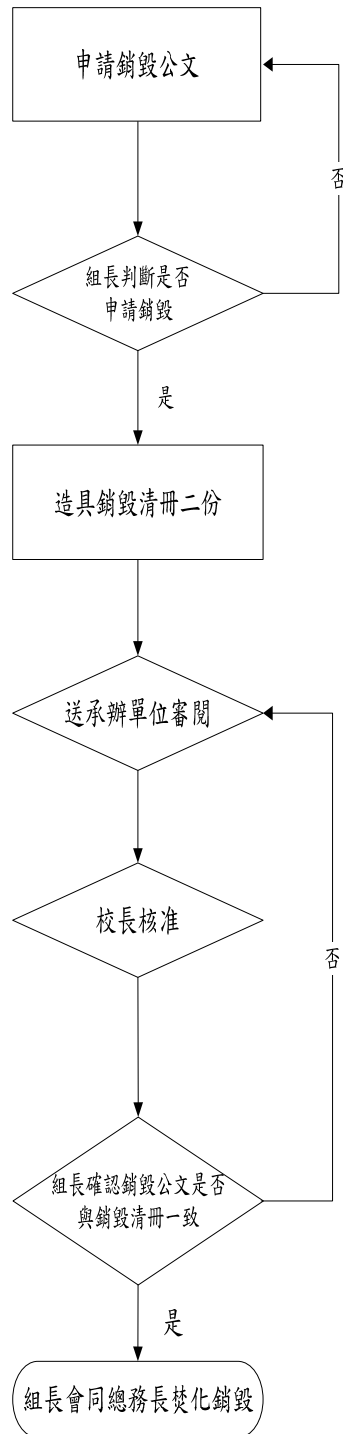 申請銷毀公文
否
組長判斷是否
申請銷毀
是
造具銷毀清冊二份
送承辦單位審閱
校長核准
否
組長確認銷毀公文是否
與銷毀清冊一致
是
組長會同總務長焚化銷毀